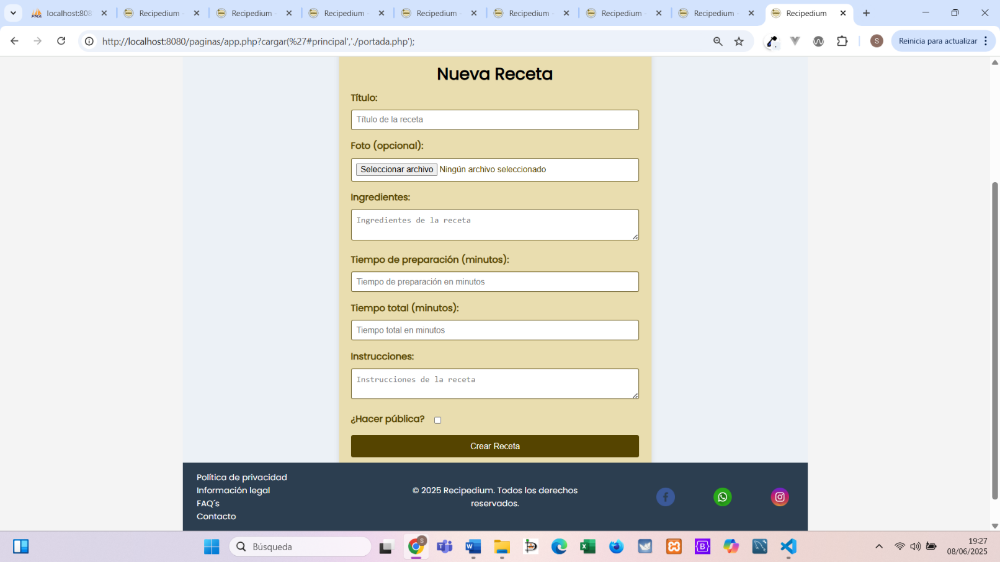 localhost:808
Recipedium -
Recipedium -
Recipedium -
Recipedium -
Recipedium -
Recipedium -
Recipedium -
Recipedium
http://localhost:8080/paginas/app.php?cargar(%27#principal','./portada.php');
S
Reinicia para actualizar
Nueva Receta
Título:
Título de la receta
Foto (opcional):
Seleccionar archivo Ningún archivo seleccionado
Ingredientes:
Ingredientes de la receta
Tiempo de preparación (minutos):
Tiempo de preparación en minutos
Tiempo total (minutos):
Tiempo total en minutos
Instrucciones:
Instrucciones de la receta
¿Hacer pública?
Crear Receta
Política de privacidad
Información legal
FAQ´s
Contacto
© 2025 Recipedium. Todos los derechos
reservados.
Búsqueda
19:27
08/06/2025